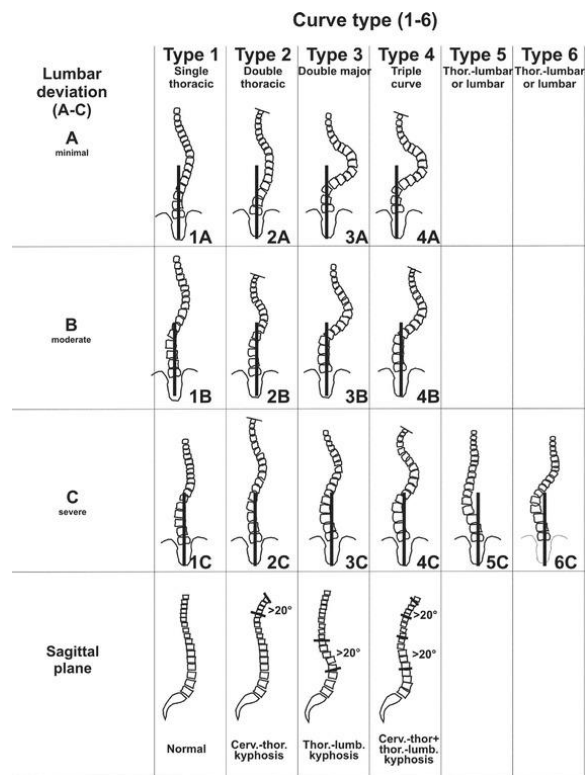 Curve type (1-6)
Lumbar
deviation
(A-C)
Type 1
Single
thoracic
Type 2
Double
thoracic
Type 3
Double major
Type 4
Triple
curve
Type 5
Thor.-lumbar
or lumbar
Type 6
Thor.-lumbar
or lumbar
A
minimal
1A
2A
3A
4A
B
moderate
1B
2B
3B
4B
C
severe
1C
2C
3C
4C
5C
6C
Sagittal
plane
>20°
>20°
>20°
>20°
Normal
Cerv.-thor.
kyphosis
Thor.-lumb.
kyphosis
Cerv.-thor+
thor.-lumb.
kyphosis